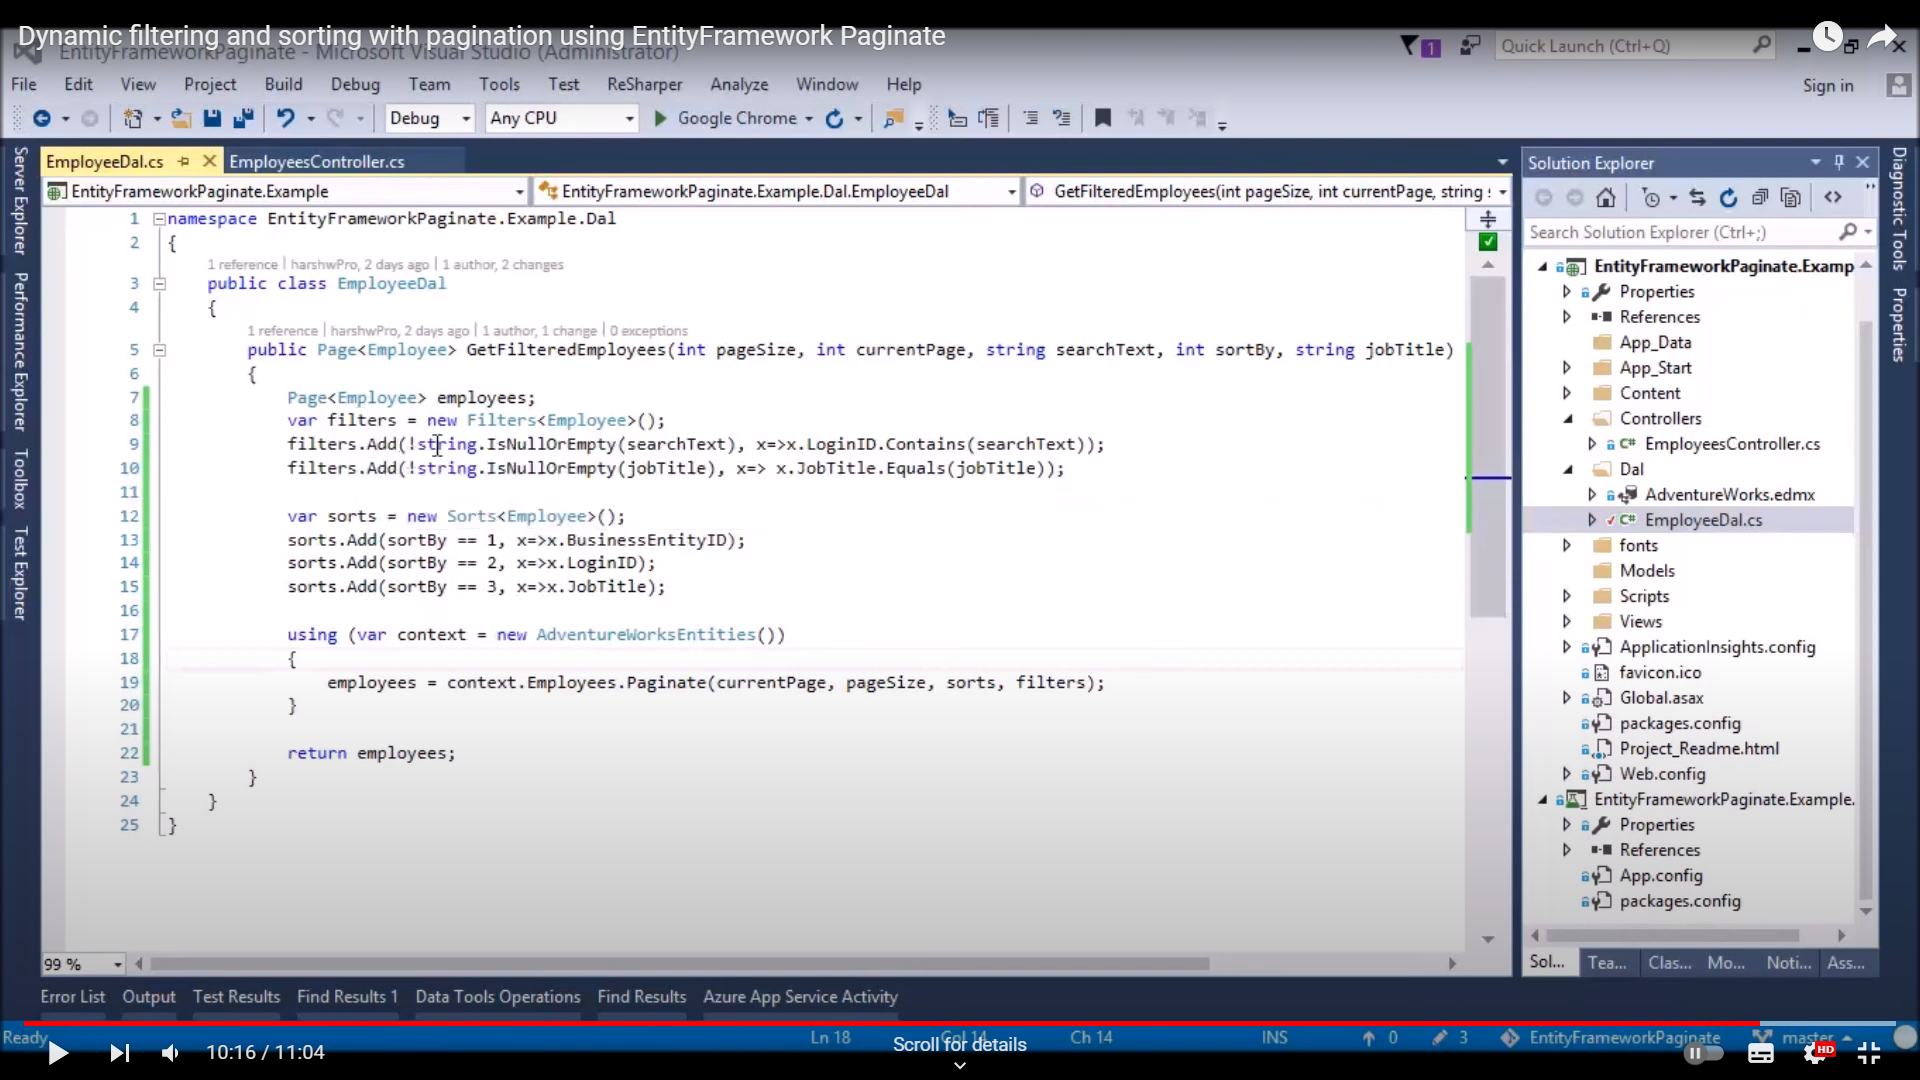 Dynamic filtering and sorting with pagination using EntityFramework Paginate
EntityFrameworkPaginate - Microsoft Visual Studio (Administrator)
1
Quick Launch (Ctrl+Q)
File Edit View Project Build Debug Team Tools Test ReSharper Analyze Window Help
Sign in
Debug Any CPU Google Chrome
Server Explorer
Performance Explorer
Toolbox
Test Explorer
EmployeeDal.cs EmployeesController.cs
EntityFrameworkPaginate.Example EntityFrameworkPaginate.Example.Dal.EmployeeDal GetFilteredEmployees(int pageSize, int currentPage, string
1 namespace EntityFrameworkPaginate.Example.Dal
2 {
1 reference | harshwPro, 2 days ago | 1 author, 2 changes
3 public class EmployeeDal
4 {
1 reference | harshwPro, 2 days ago | 1 author, 1 change | 0 exceptions
5 public Page<Employee> GetFilteredEmployees(int pageSize, int currentPage, string searchText, int sortBy, string jobTitle)
6 {
7 Page<Employee> employees;
8 var filters = new Filters<Employee>();
9 filters.Add(!string.IsNullOrEmpty(searchText), x=>x.LoginID.Contains(searchText));
10 filters.Add(!string.IsNullOrEmpty(jobTitle), x=> x.JobTitle.Equals(jobTitle));
11
12 var sorts = new Sorts<Employee>();
13 sorts.Add(sortBy == 1, x=>x.BusinessEntityID);
14 sorts.Add(sortBy == 2, x=>x.LoginID);
15 sorts.Add(sortBy == 3, x=>x.JobTitle);
16
17 using (var context = new AdventureWorksEntities())
18 {
19 employees = context.Employees.Paginate(currentPage, pageSize, sorts, filters);
20 }
21
22 return employees;
23 }
24 }
25 }
99 %
Solution Explorer
Search Solution Explorer (Ctrl+;)
EntityFrameworkPaginate.Examp
Properties
References
App_Data
App_Start
Content
Controllers
C# EmployeesController.cs
Dal
AdventureWorks.edmx
C# EmployeeDal.cs
fonts
Models
Scripts
Views
ApplicationInsights.config
favicon.ico
Global.asax
packages.config
Project_Readme.html
Web.config
EntityFrameworkPaginate.Example.
Properties
References
App.config
packages.config
Sol... Tea... Clas... Mo... Noti... Ass...
Diagnostic Tools
Properties
Error List Output Test Results Find Results 1 Data Tools Operations Find Results Azure App Service Activity
Ready Ln 18 Col 14 Ch 14 INS 0 3 EntityFrameworkPaginate master
10:16 / 11:04
Scroll for details
HD